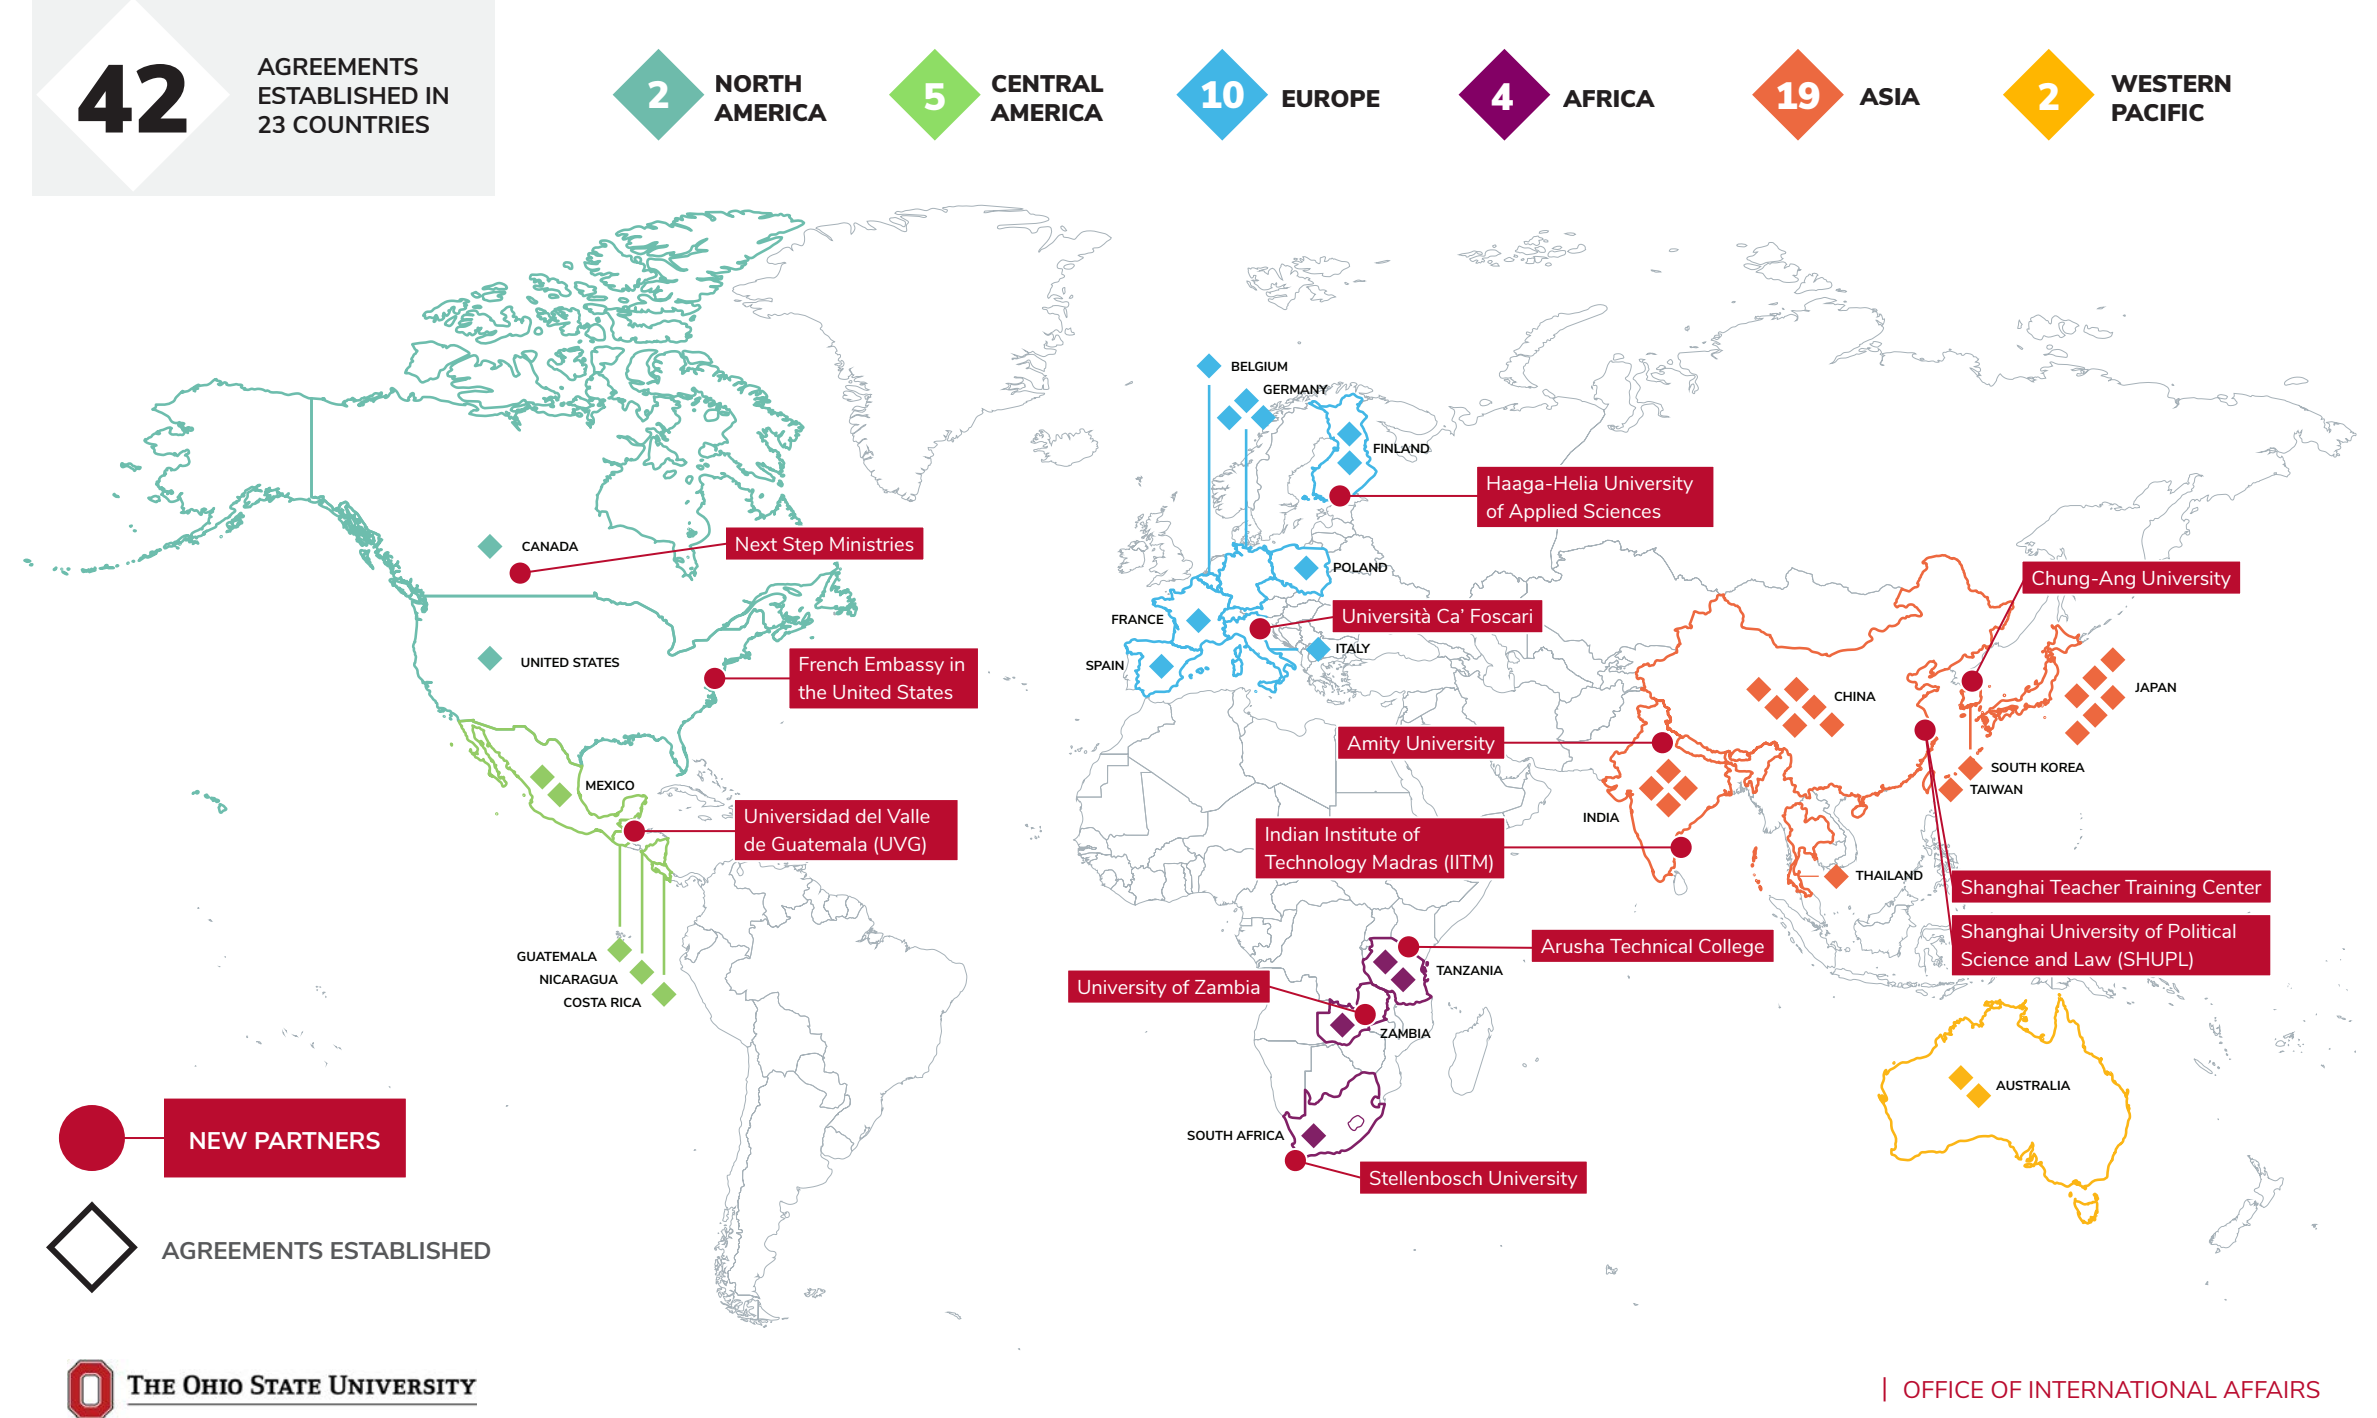 42
AGREEMENTS
ESTABLISHED IN
23 COUNTRIES
2
NORTH
AMERICA
5
CENTRAL
AMERICA
10
EUROPE
4
AFRICA
19
ASIA
2
WESTERN
PACIFIC
BELGIUM
GERMANY
FINLAND
Haaga-Helia University
of Applied Sciences
CANADA
Next Step Ministries
POLAND
Chung-Ang University
FRANCE
Università Ca' Foscari
ITALY
SPAIN
UNITED STATES
French Embassy in
the United States
CHINA
JAPAN
Amity University
SOUTH KOREA
TAIWAN
MEXICO
Universidad del Valle
de Guatemala (UVG)
INDIA
Indian Institute of
Technology Madras (IITM)
THAILAND
Shanghai Teacher Training Center
Shanghai University of Political
Science and Law (SHUPL)
GUATEMALA
NICARAGUA
COSTA RICA
Arusha Technical College
TANZANIA
University of Zambia
ZAMBIA
AUSTRALIA
SOUTH AFRICA
Stellenbosch University
NEW PARTNERS
AGREEMENTS ESTABLISHED
THE OHIO STATE UNIVERSITY
| OFFICE OF INTERNATIONAL AFFAIRS